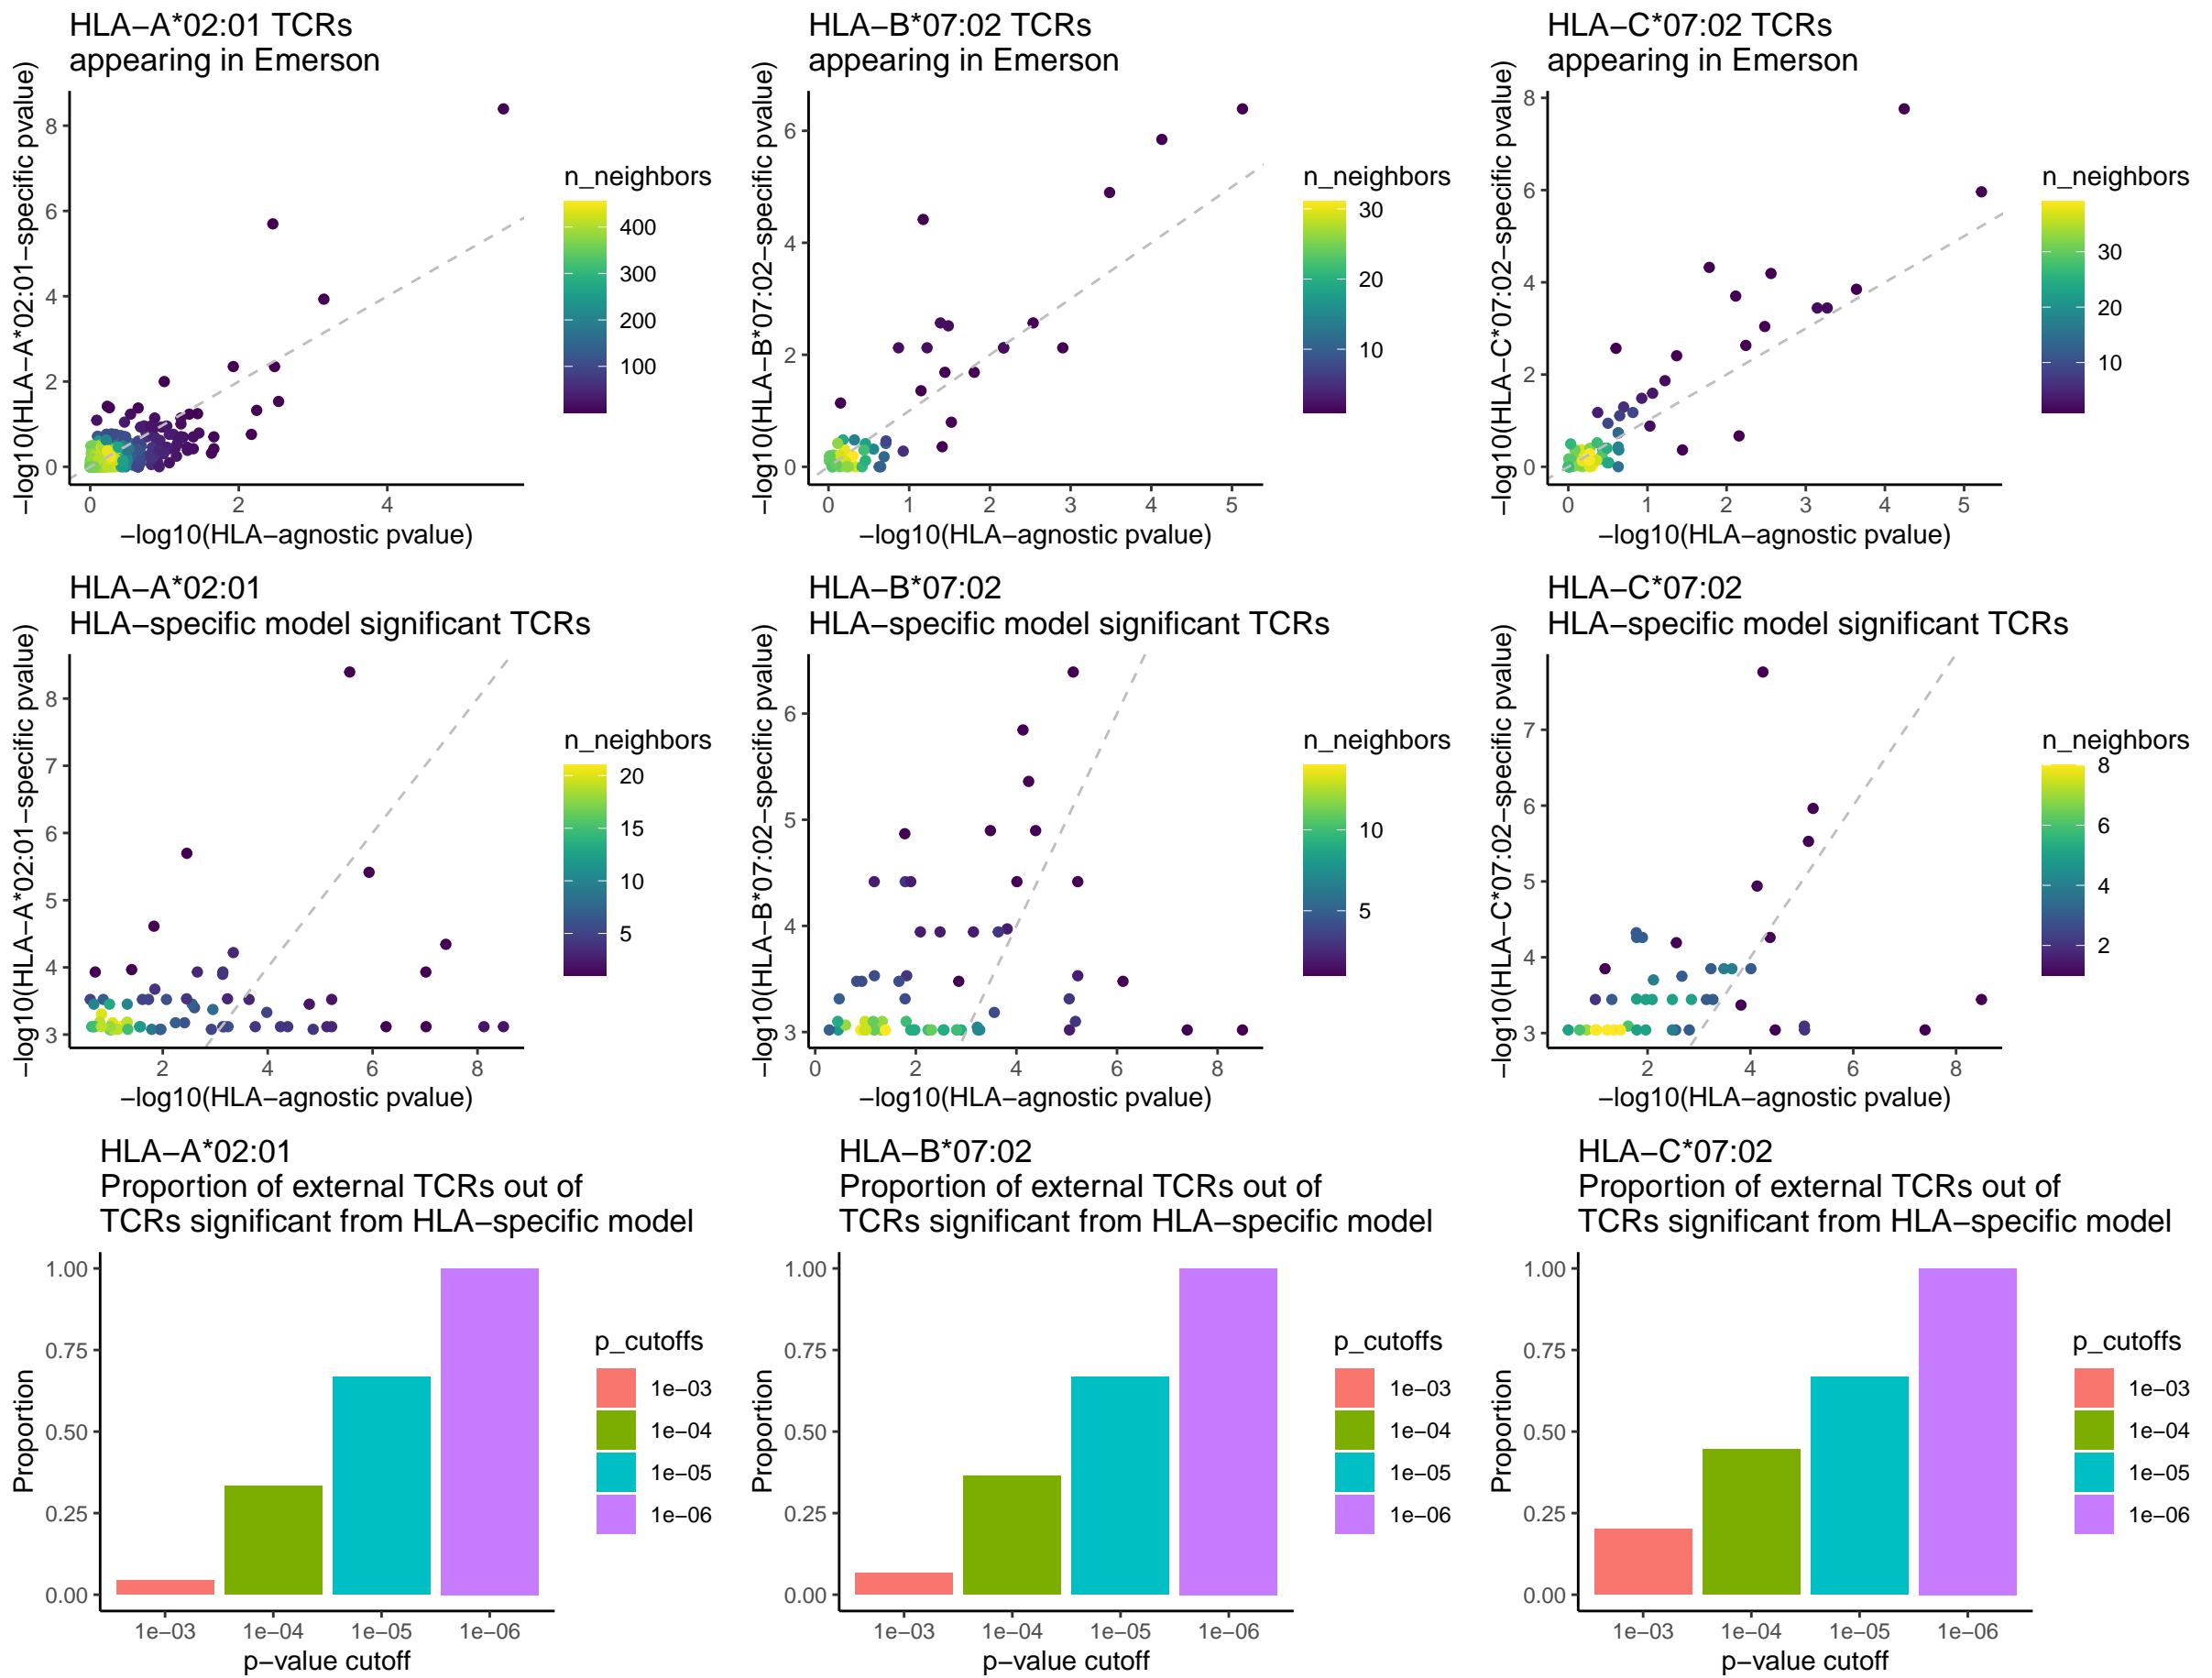 HLA−A*02:01 TCRs
appearing in Emerson
−log10(HLA−A*02:01−specific pvalue)
8
6
4
2
0
0
2
4
−log10(HLA−agnostic pvalue)
n_neighbors
400
300
200
100
HLA−B*07:02 TCRs
appearing in Emerson
−log10(HLA−B*07:02−specific pvalue)
6
4
2
0
0
1
2
3
4
5
−log10(HLA−agnostic pvalue)
n_neighbors
30
20
10
HLA−C*07:02 TCRs
appearing in Emerson
−log10(HLA−C*07:02−specific pvalue)
8
6
4
2
0
0
1
2
3
4
5
−log10(HLA−agnostic pvalue)
n_neighbors
30
20
10
HLA−A*02:01
HLA−specific model significant TCRs
−log10(HLA−A*02:01−specific pvalue)
8
7
6
5
4
3
2
4
6
8
−log10(HLA−agnostic pvalue)
n_neighbors
20
15
10
5
HLA−B*07:02
HLA−specific model significant TCRs
−log10(HLA−B*07:02−specific pvalue)
6
5
4
3
0
2
4
6
8
−log10(HLA−agnostic pvalue)
n_neighbors
10
5
HLA−C*07:02
HLA−specific model significant TCRs
−log10(HLA−C*07:02−specific pvalue)
7
6
5
4
3
2
4
6
8
−log10(HLA−agnostic pvalue)
n_neighbors
8
6
4
2
HLA−A*02:01
Proportion of external TCRs out of
TCRs significant from HLA−specific model
Proportion
1.00
0.75
0.50
0.25
0.00
1e−03
1e−04
1e−05
1e−06
p−value cutoff
p_cutoffs
1e−03
1e−04
1e−05
1e−06
HLA−B*07:02
Proportion of external TCRs out of
TCRs significant from HLA−specific model
Proportion
1.00
0.75
0.50
0.25
0.00
1e−03
1e−04
1e−05
1e−06
p−value cutoff
p_cutoffs
1e−03
1e−04
1e−05
1e−06
HLA−C*07:02
Proportion of external TCRs out of
TCRs significant from HLA−specific model
Proportion
1.00
0.75
0.50
0.25
0.00
1e−03
1e−04
1e−05
1e−06
p−value cutoff
p_cutoffs
1e−03
1e−04
1e−05
1e−06